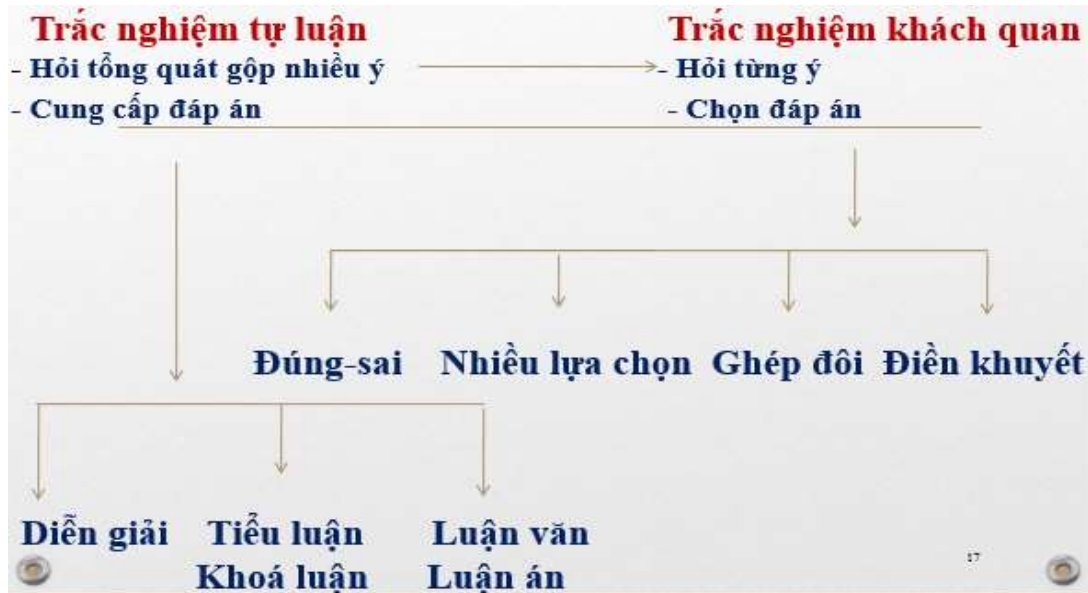 Trắc nghiệm tự luận
- Hỏi tổng quát gộp nhiều ý
- Cung cấp đáp án
Trắc nghiệm khách quan
- Hỏi từng ý
- Chọn đáp án
Đúng-sai Nhiều lựa chọn Ghép đôi Điền khuyết
Diễn giải Tiểu luận Luận văn
Khoá luận Luận án
17